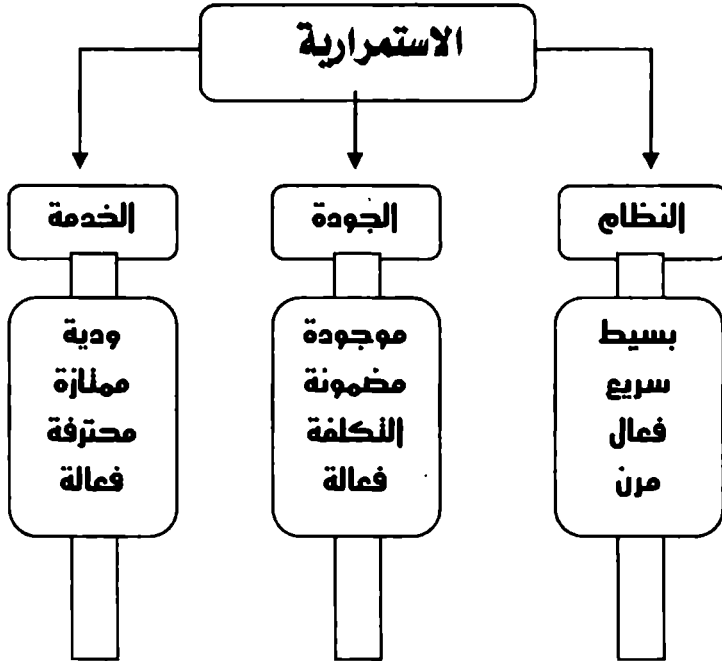 الاستمرارية
النظام
الجودة
الخدمة
بسيط
سريع
فعال
مرن
موجودة
مضمونة
التكلفة
فعالة
ودية
ممتازة
محترفة
فعالة